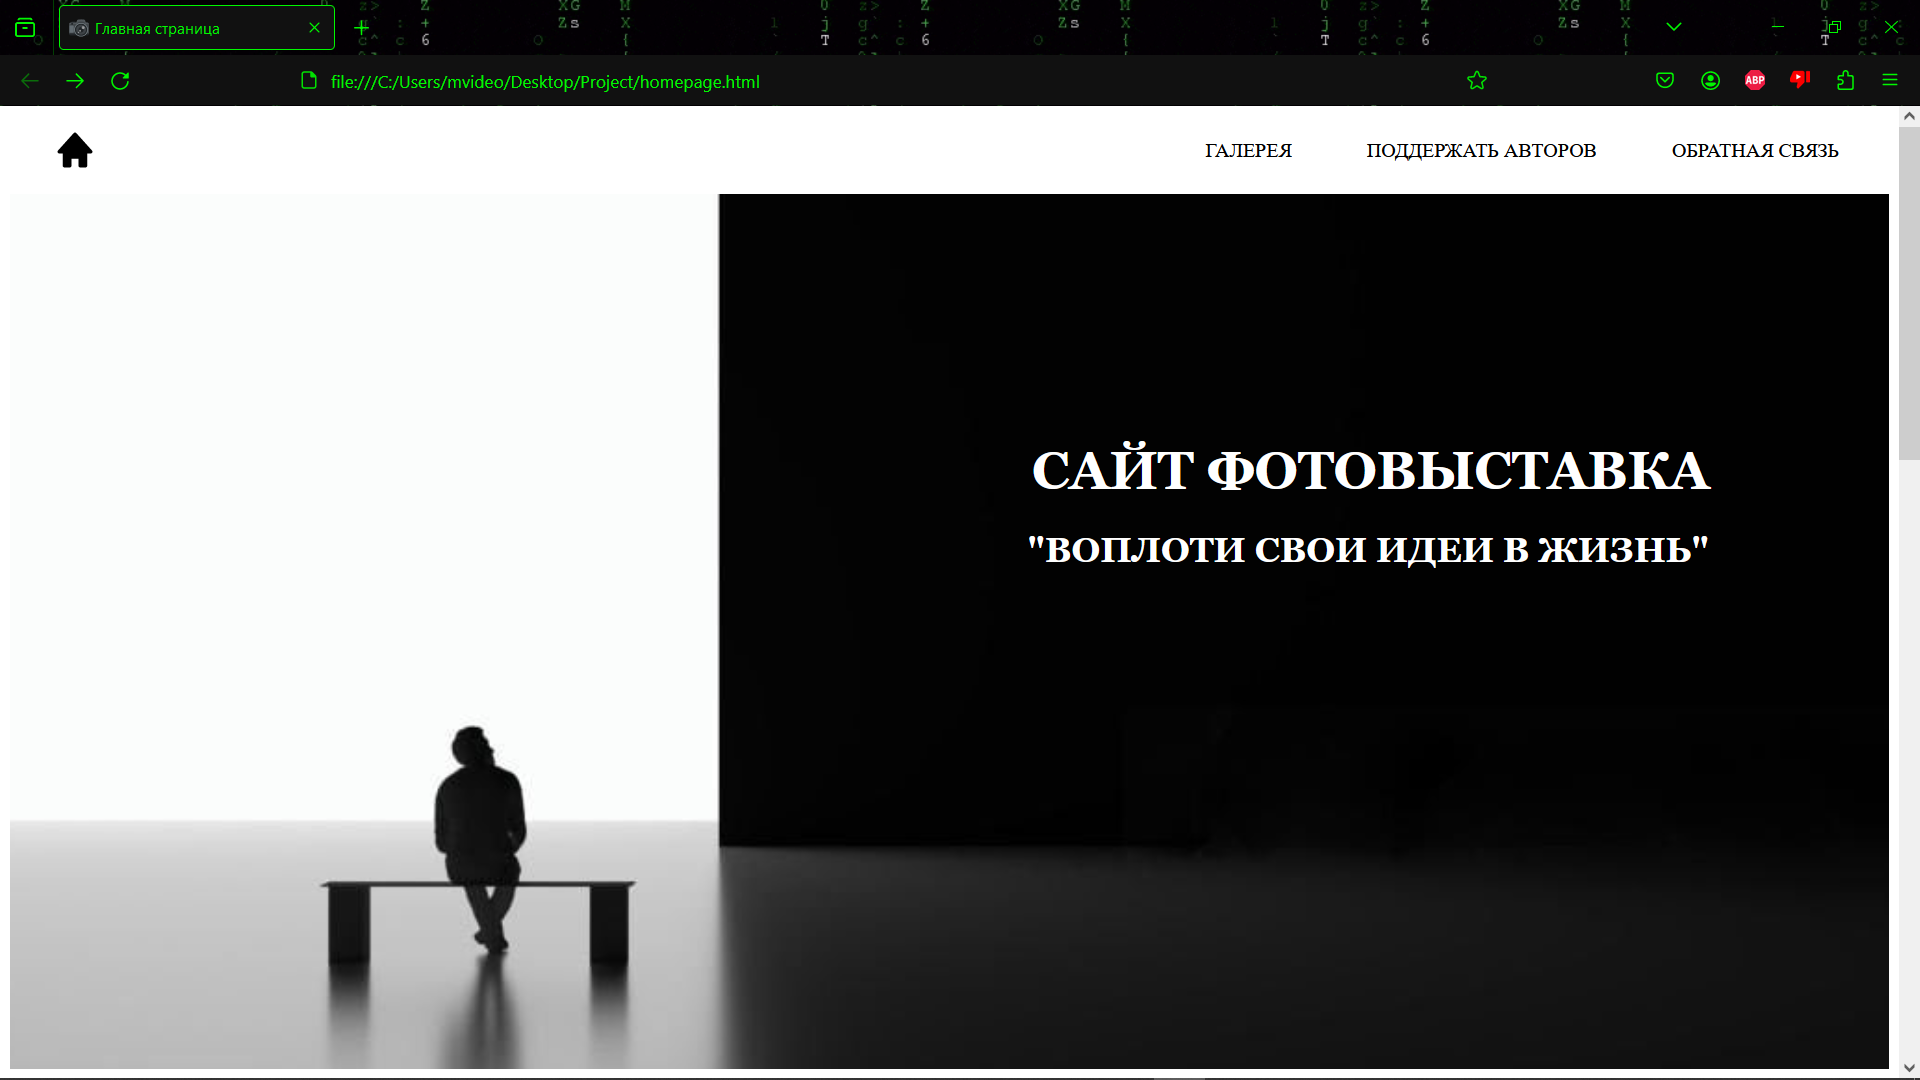 Главная страница
file:///C:/Users/mvideo/Desktop/Project/homepage.html
ABP
ГАЛЕРЕЯ
ПОДДЕРЖАТЬ АВТОРОВ
ОБРАТНАЯ СВЯЗЬ
САЙТ ФОТОВЫСТАВКА
"ВОПЛОТИ СВОИ ИДЕИ В ЖИЗНЬ"